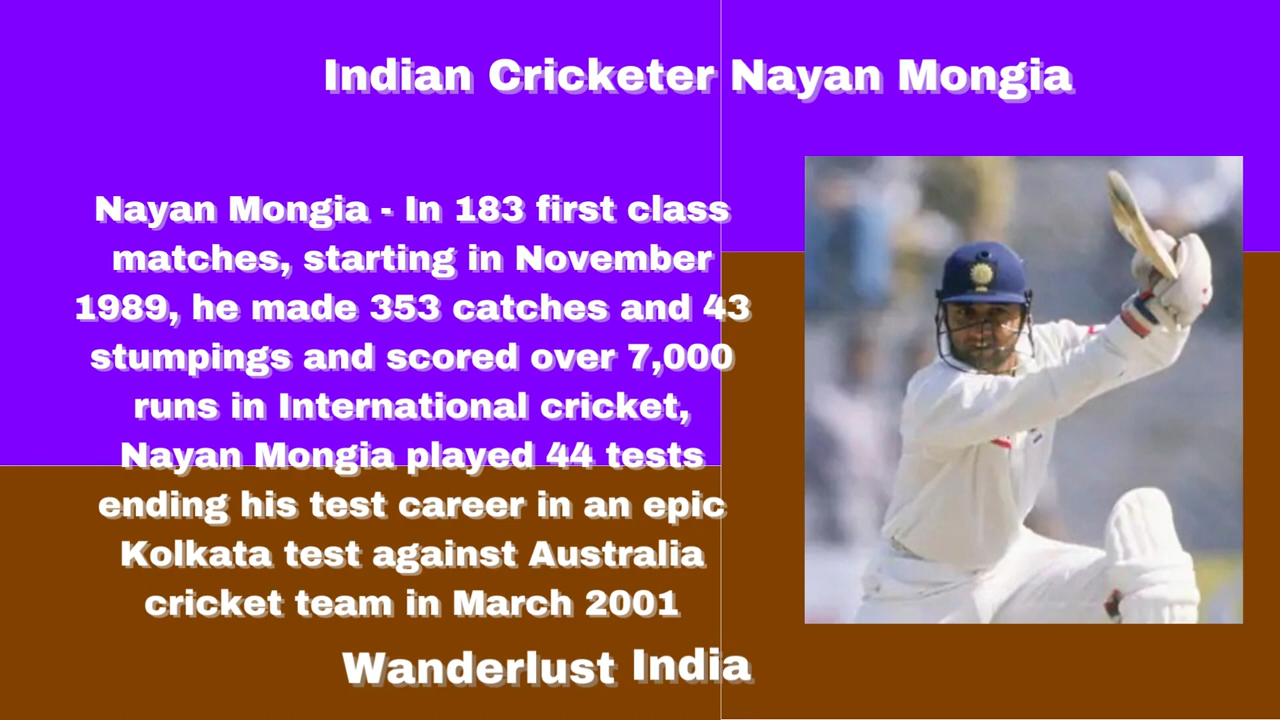 Indian Cricketer Nayan Mongia
Nayan Mongia - In 183 first class
matches, starting in November
1989, he made 353 catches and 43
stumpings and scored over 7,000
runs in International cricket,
Nayan Mongia played 44 tests
ending his test career in an epic
Kolkata test against Australia
cricket team in March 2001
Wanderlust India